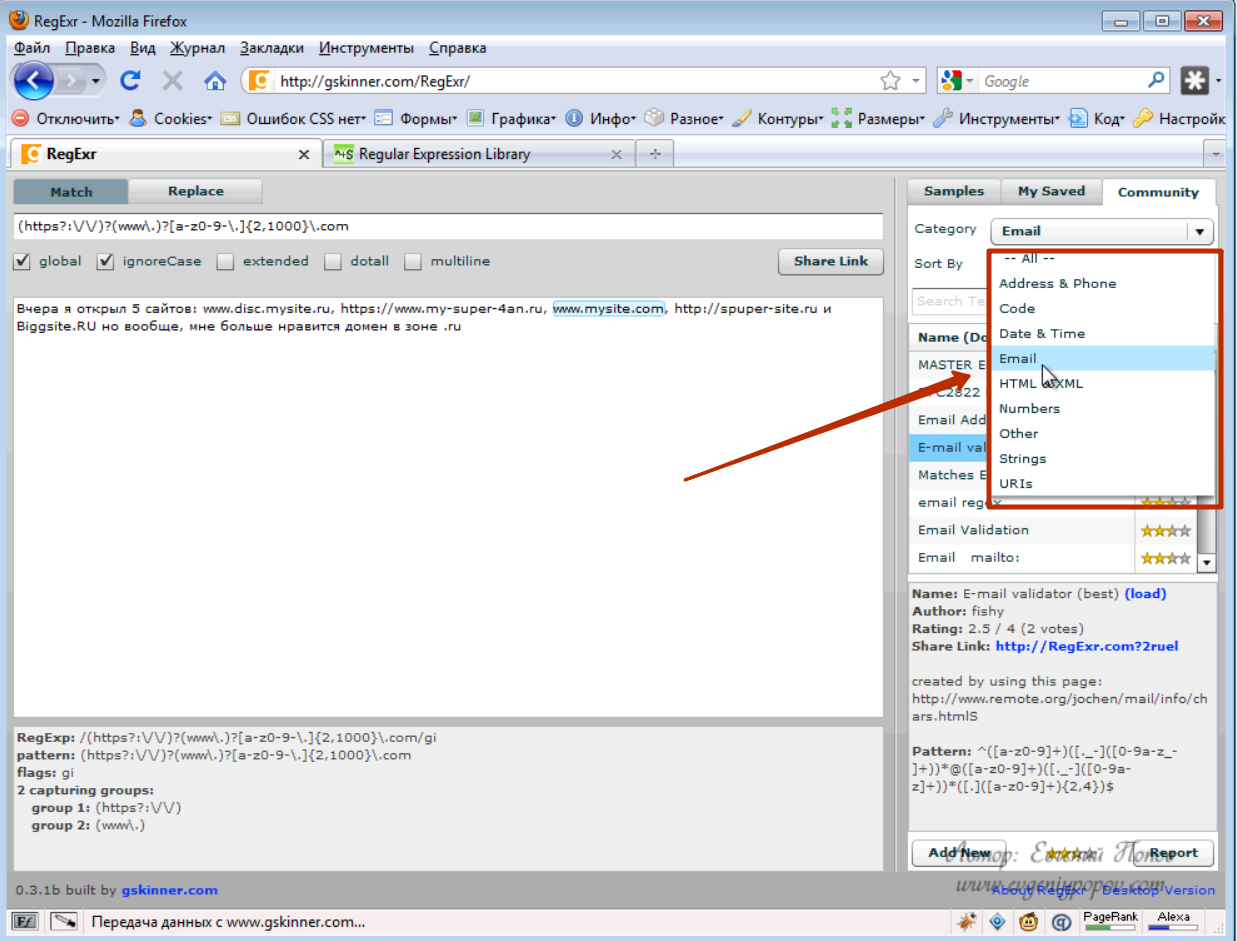 RegExr - Mozilla Firefox
Файл Правка Вид Журнал Закладки Инструменты Справка
http://gskinner.com/RegExr/
Google
Отключить Cookies Ошибок CSS нет Формы Графика Инфо Разное Контуры Размеры Инструменты Код Настройк
RegExr
Regular Expression Library
Match Replace
(https?:\/\/)?(www\.)?[a-z0-9-\.]{2,1000}\.com
global ignoreCase extended dotall multiline
Share Link
Вчера я открыл 5 сайтов: www.disc.mysite.ru, https://www.my-super-4an.ru, www.mysite.com, http://spuper-site.ru и
Biggsite.RU но вообще, мне больше нравится домен в зоне .ru
RegExp: /(https?:\/\/)?(www\.)?[a-z0-9-\.]{2,1000}\.com/gi
pattern: (https?:\/\/)?(www\.)?[a-z0-9-\.]{2,1000}\.com
flags: gi
2 capturing groups:
group 1: (https?:\/\/)
group 2: (www\.)
Samples My Saved Community
Category Email
Sort By
Search Te
Name (Do
-- All --
Address & Phone
Code
Date & Time
Email
HTML XML
Numbers
Other
Strings
URIs
MASTER E
C2822
Email Add
E-mail val
Matches E
email regex
Email Validation
Email mailto:
Name: E-mail validator (best) (load)
Author: fishy
Rating: 2.5 / 4 (2 votes)
Share Link: http://RegExr.com?2ruel
created by using this page:
http://www.remote.org/jochen/mail/info/ch
ars.htmlS
Pattern: ^([a-z0-9]+)([._-]([0-9a-z_-
]+))*@([a-z0-9]+)([._-]([0-9a-
z]+))*([.]([a-z0-9]+){2,4})$
Add New Report
Автор: Евгений Попов
www.evgeniypopov.com
0.3.1b built by gskinner.com
About RegExr Desktop Version
Передача данных с www.gskinner.com...
PageRank Alexa